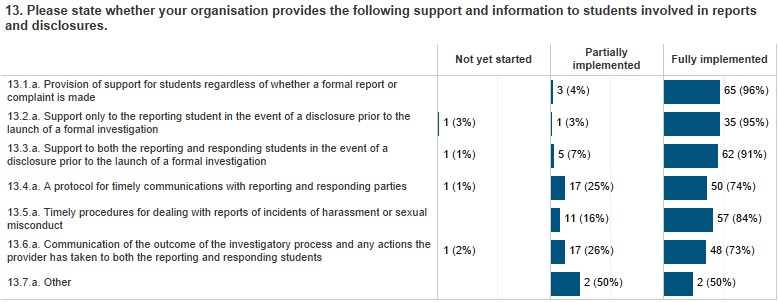 13. Please state whether your organisation provides the following support and information to students involved in reports
and disclosures.
Not yet started
Partially
implemented
Fully implemented
13.1.a. Provision of support for students regardless of whether a formal report or
complaint is made
3 (4%)
65 (96%)
13.2.a. Support only to the reporting student in the event of a disclosure prior to the
launch of a formal investigation
1 (3%)
1 (3%)
35 (95%)
13.3.a. Support to both the reporting and responding students in the event of a
disclosure prior to the launch of a formal investigation
1 (1%)
5 (7%)
62 (91%)
13.4.a. A protocol for timely communications with reporting and responding parties
1 (1%)
17 (25%)
50 (74%)
13.5.a. Timely procedures for dealing with reports of incidents of harassment or sexual
misconduct
11 (16%)
57 (84%)
13.6.a. Communication of the outcome of the investigatory process and any actions the
provider has taken to both the reporting and responding students
1 (2%)
17 (26%)
48 (73%)
13.7.a. Other
2 (50%)
2 (50%)